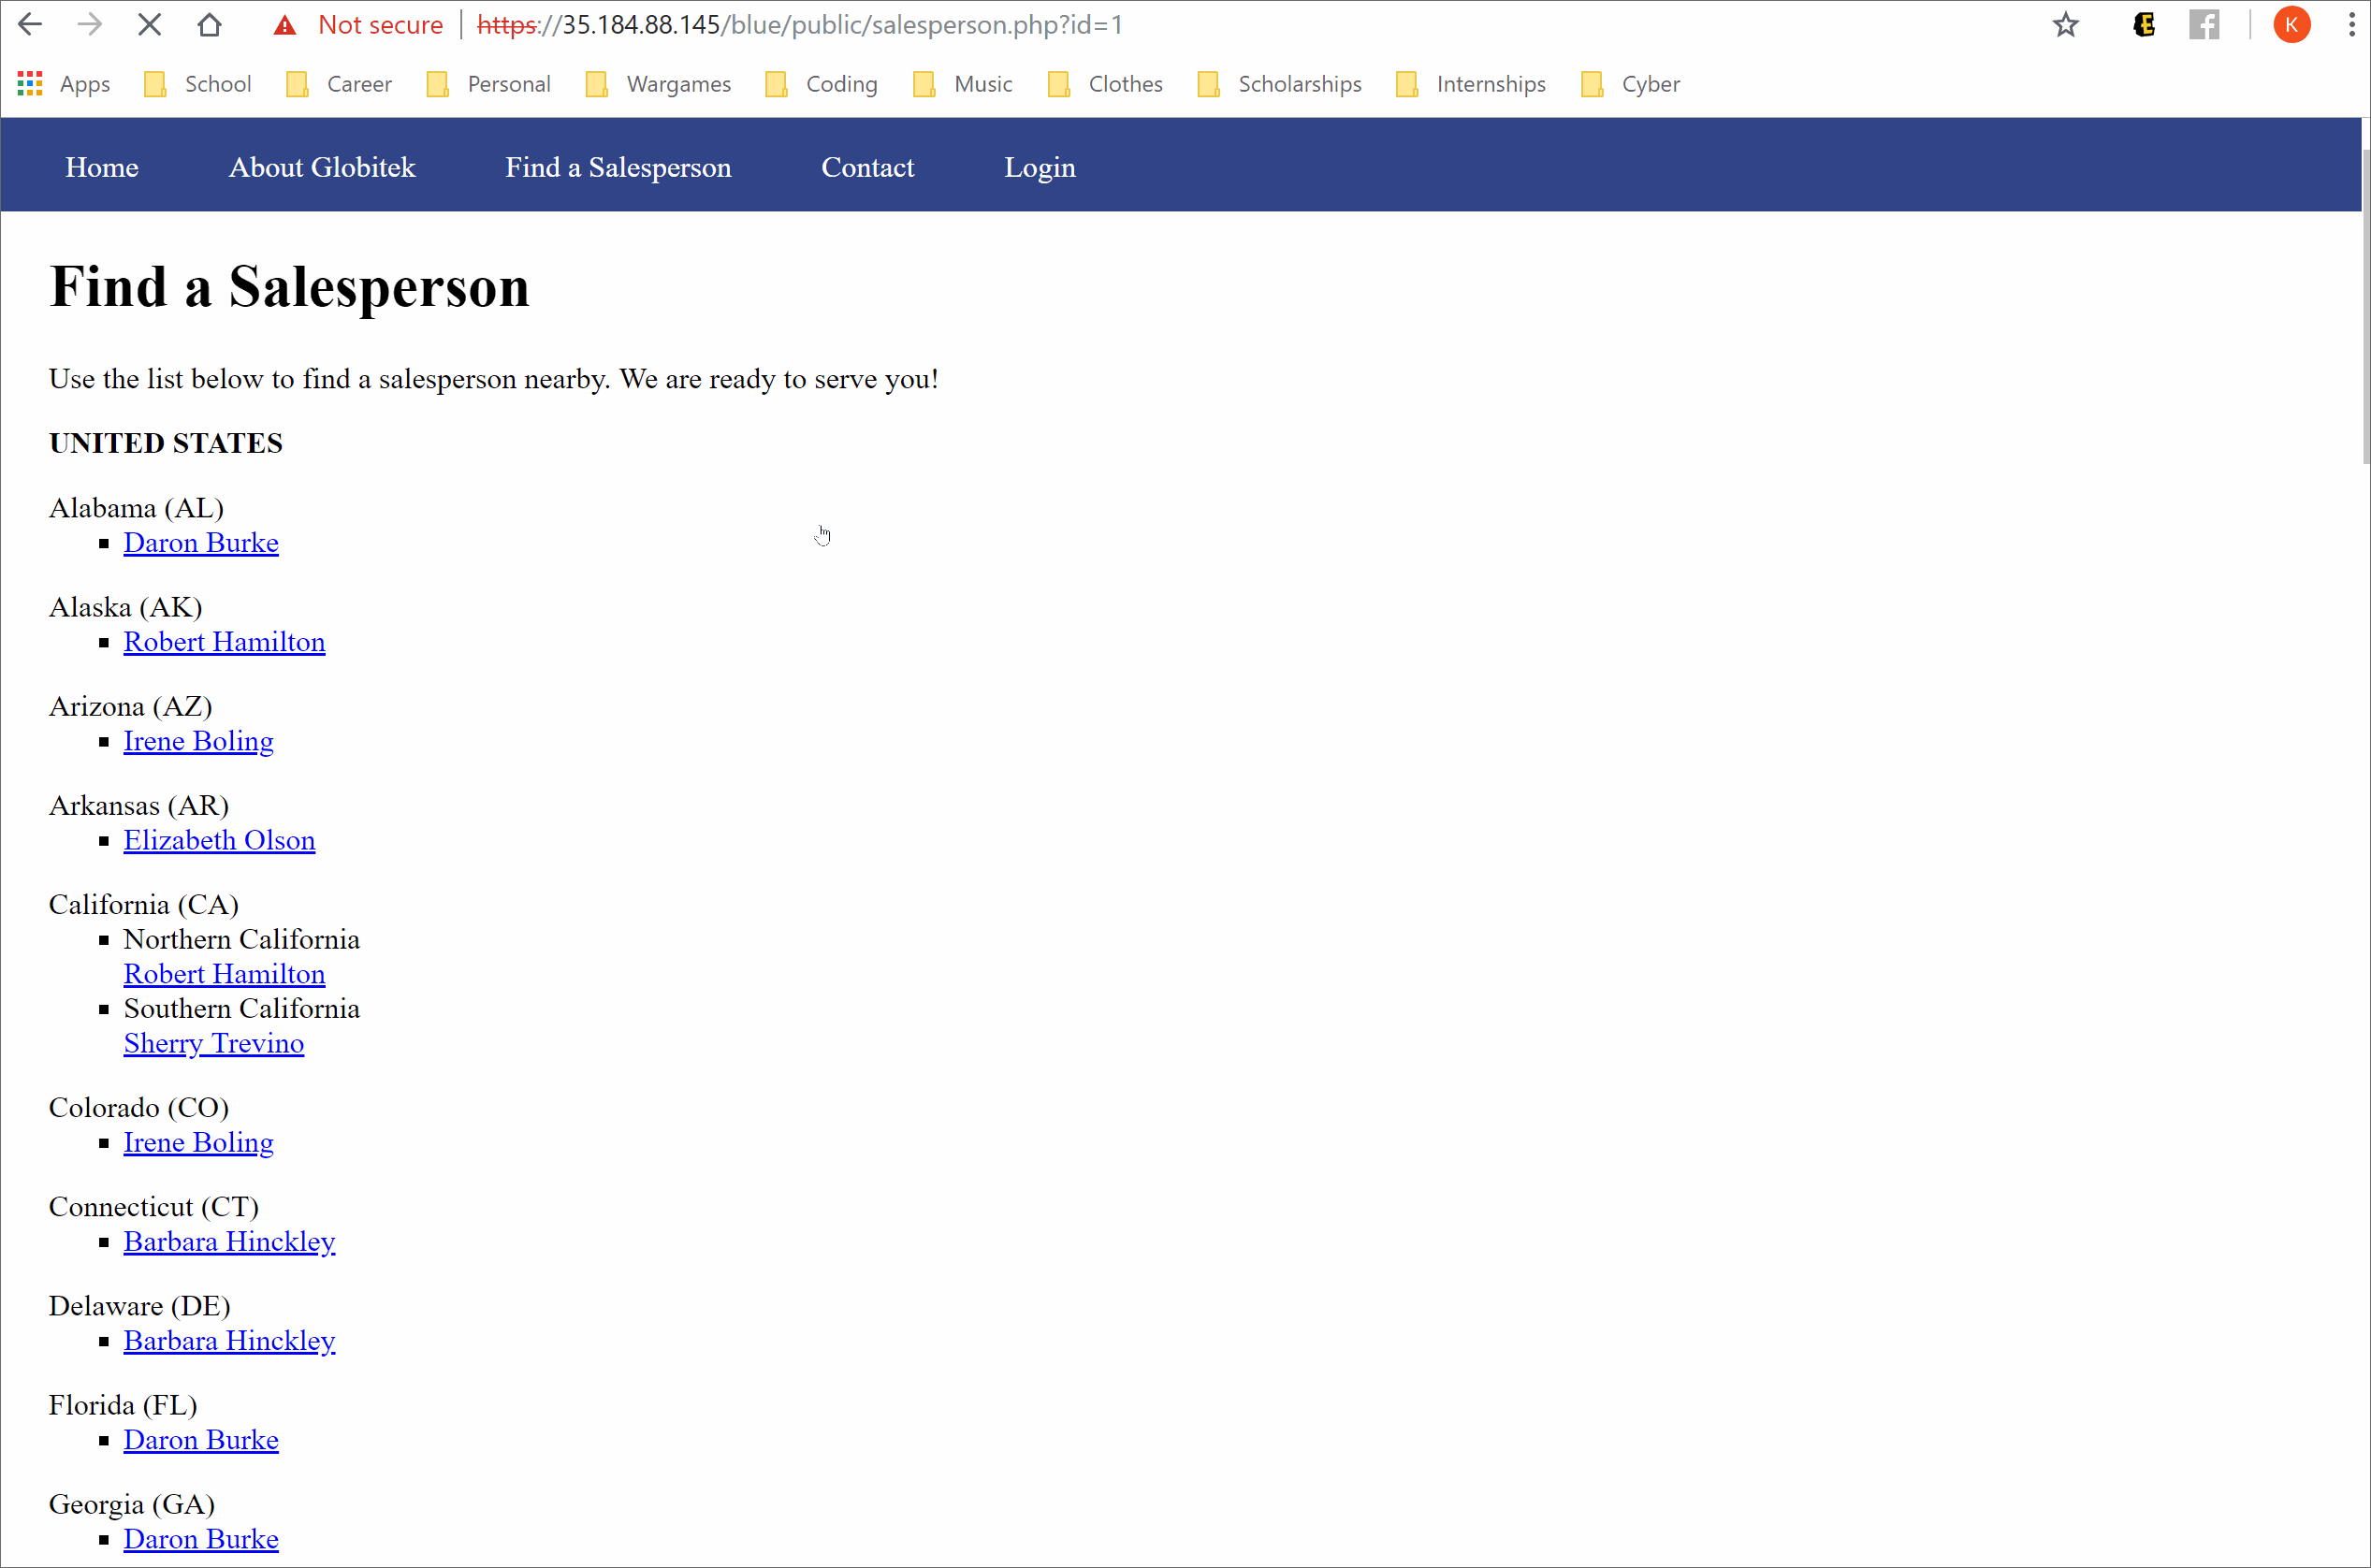 Not secure https://35.184.88.145/blue/public/salesperson.php?id=1 K
Apps School Career Personal Wargames Coding Music Clothes Scholarships Internships Cyber
Home About Globitek Find a Salesperson Contact Login
Find a Salesperson
Use the list below to find a salesperson nearby. We are ready to serve you!
UNITED STATES
Alabama (AL)
Daron Burke
Alaska (AK)
Robert Hamilton
Arizona (AZ)
Irene Boling
Arkansas (AR)
Elizabeth Olson
California (CA)
Northern California
Robert Hamilton
Southern California
Sherry Trevino
Colorado (CO)
Irene Boling
Connecticut (CT)
Barbara Hinckley
Delaware (DE)
Barbara Hinckley
Florida (FL)
Daron Burke
Georgia (GA)
Daron Burke